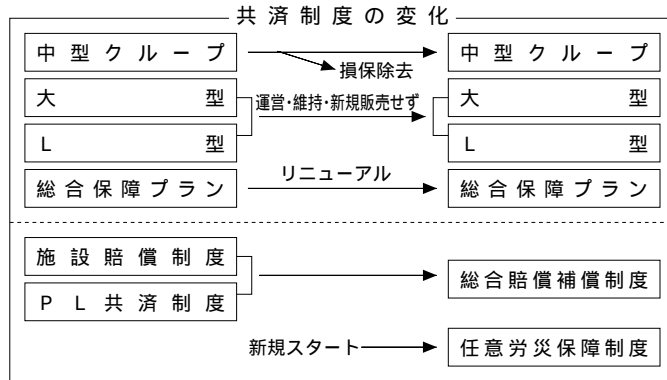 共済制度の変化
中型クループ
中型クループ
損保除去
大型
運営・維持・新規販売せず
大型
L型
L型
総合保障プラン
リニューアル
総合保障プラン
施設賠償制度
PL共済制度
総合賠償補償制度
新規スタート
任意労災保障制度